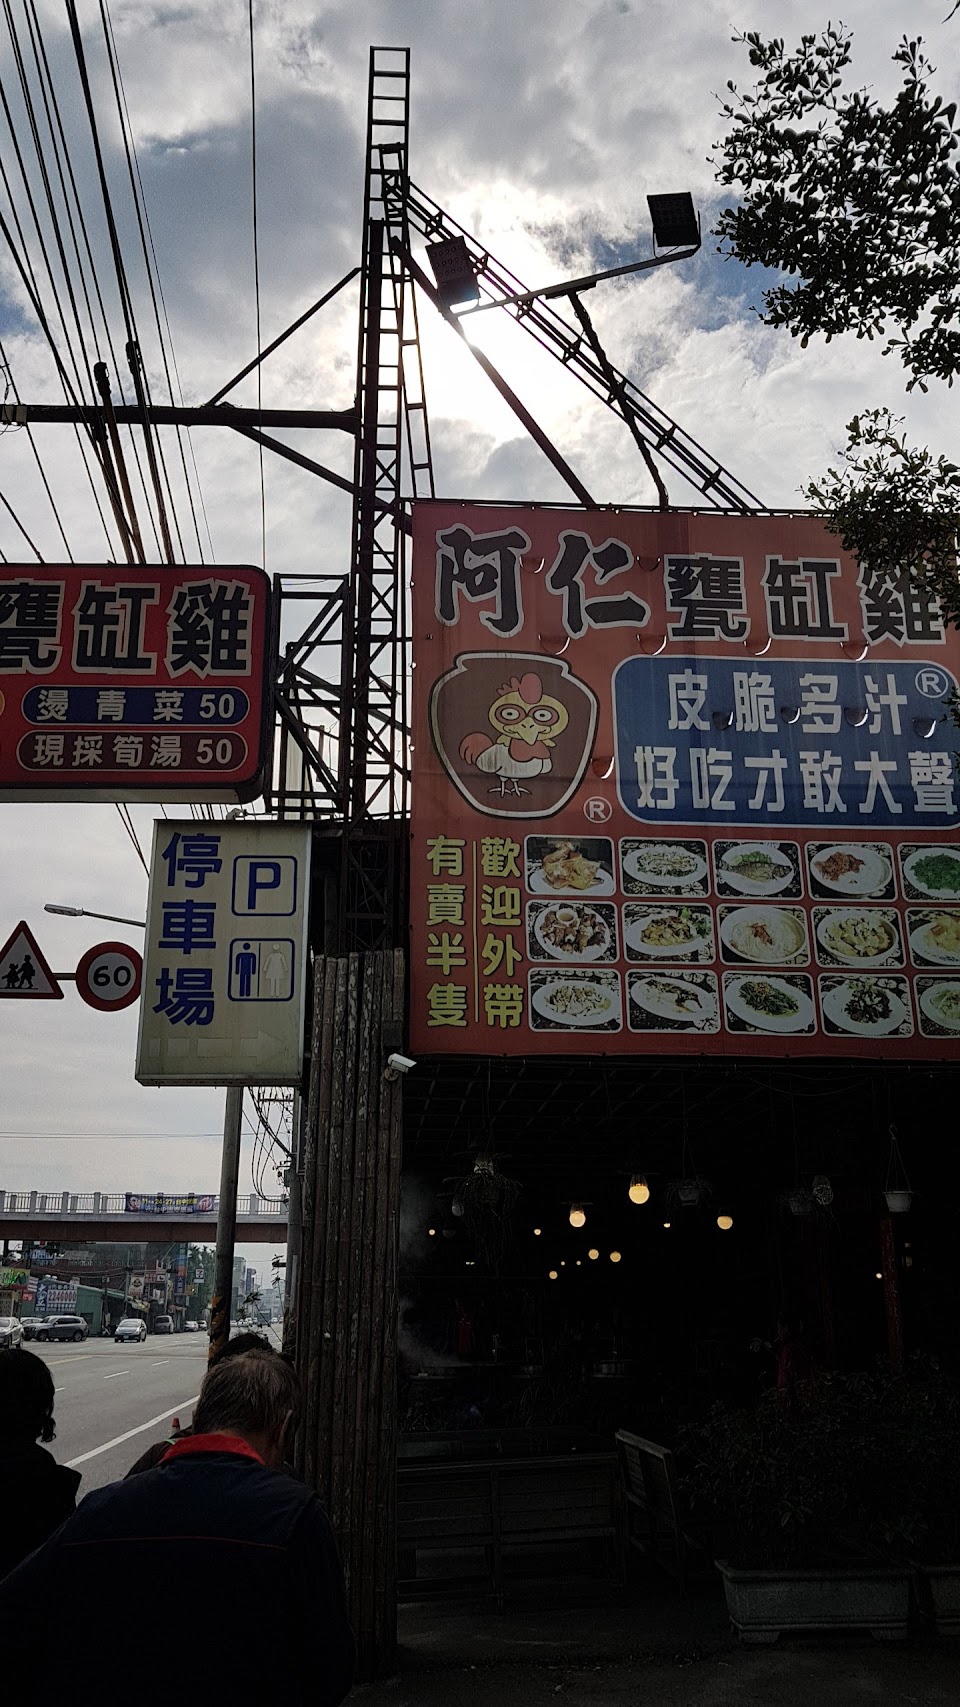 阿仁甕缸雞
皮脆多汁®
好吃才敢大聲
®
歡迎外帶
有賣半隻
甕缸雞
燙青菜 50
現採筍湯 50
停車場
P
60